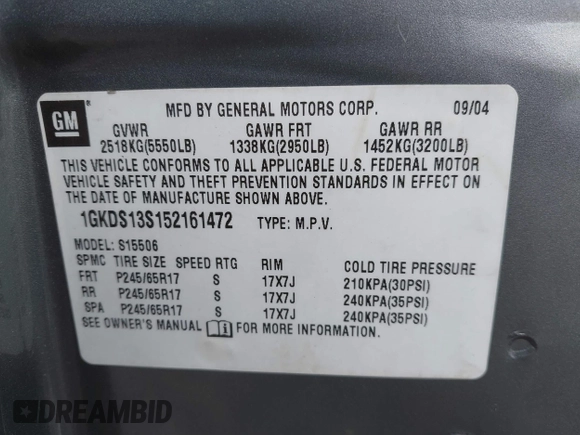 GM
MFD BY GENERAL MOTORS CORP. 09/04
GVWR GAWR FRT GAWR RR
2518KG(5550LB) 1338KG(2950LB) 1452KG(3200LB)
THIS VEHICLE CONFORMS TO ALL APPLICABLE U.S. FEDERAL MOTOR
VEHICLE SAFETY AND THEFT PREVENTION STANDARDS IN EFFECT ON
THE DATE OF MANUFACTURE SHOWN ABOVE.
1GKDS13S152161472 TYPE: M.P.V.
MODEL: S15506
SPMC TIRE SIZE SPEED RTG RIM COLD TIRE PRESSURE
FRT P245/65R17 S 17X7J 210KPA(30PSI)
RR P245/65R17 S 17X7J 240KPA(35PSI)
SPA P245/65R17 S 17X7J 240KPA(35PSI)
SEE OWNER'S MANUAL FOR MORE INFORMATION.
DREAMBID